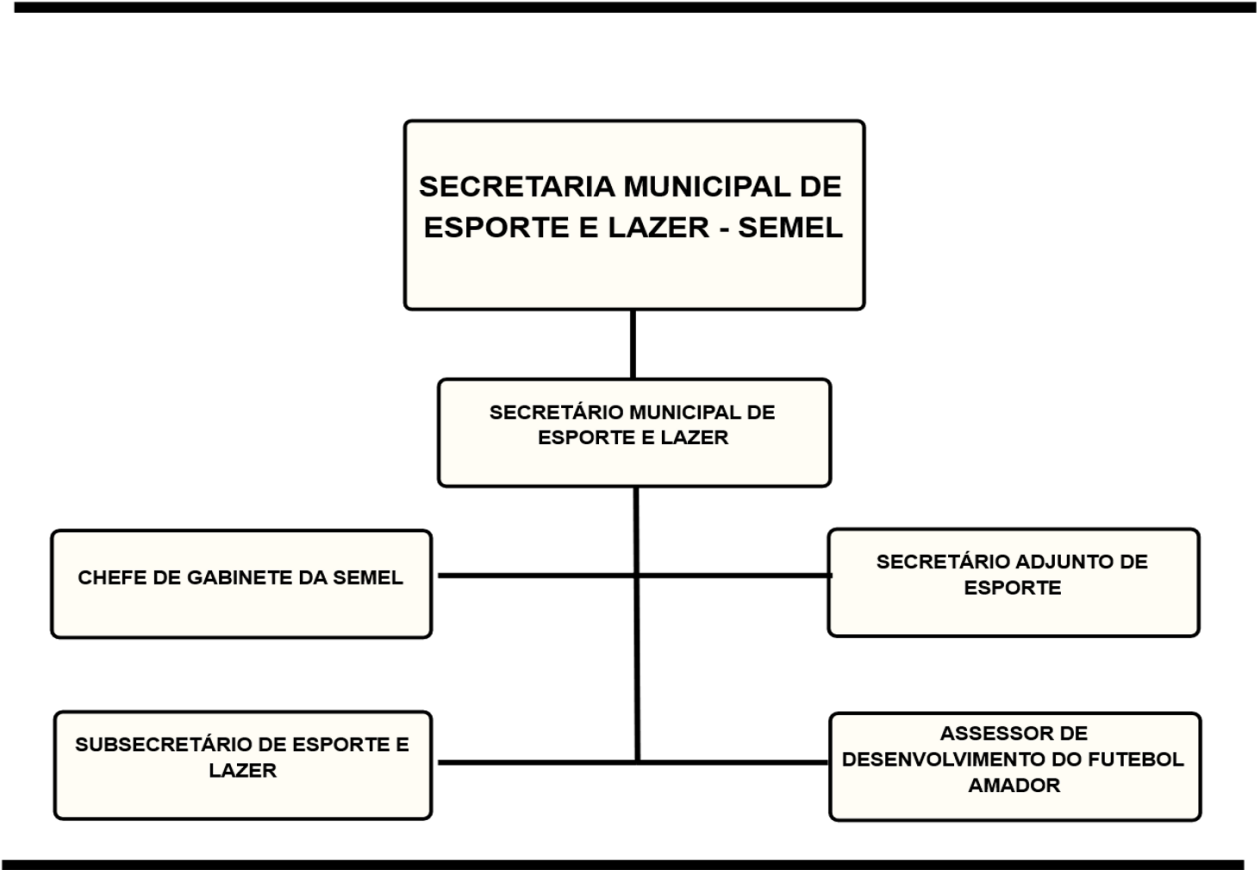 SECRETARIA MUNICIPAL DE
ESPORTE E LAZER - SEMEL
SECRETÁRIO MUNICIPAL DE
ESPORTE E LAZER
CHEFE DE GABINETE DA SEMEL
SECRETÁRIO ADJUNTO DE
ESPORTE
SUBSECRETÁRIO DE ESPORTE E
LAZER
ASSESSOR DE
DESENVOLVIMENTO DO FUTEBOL
AMADOR